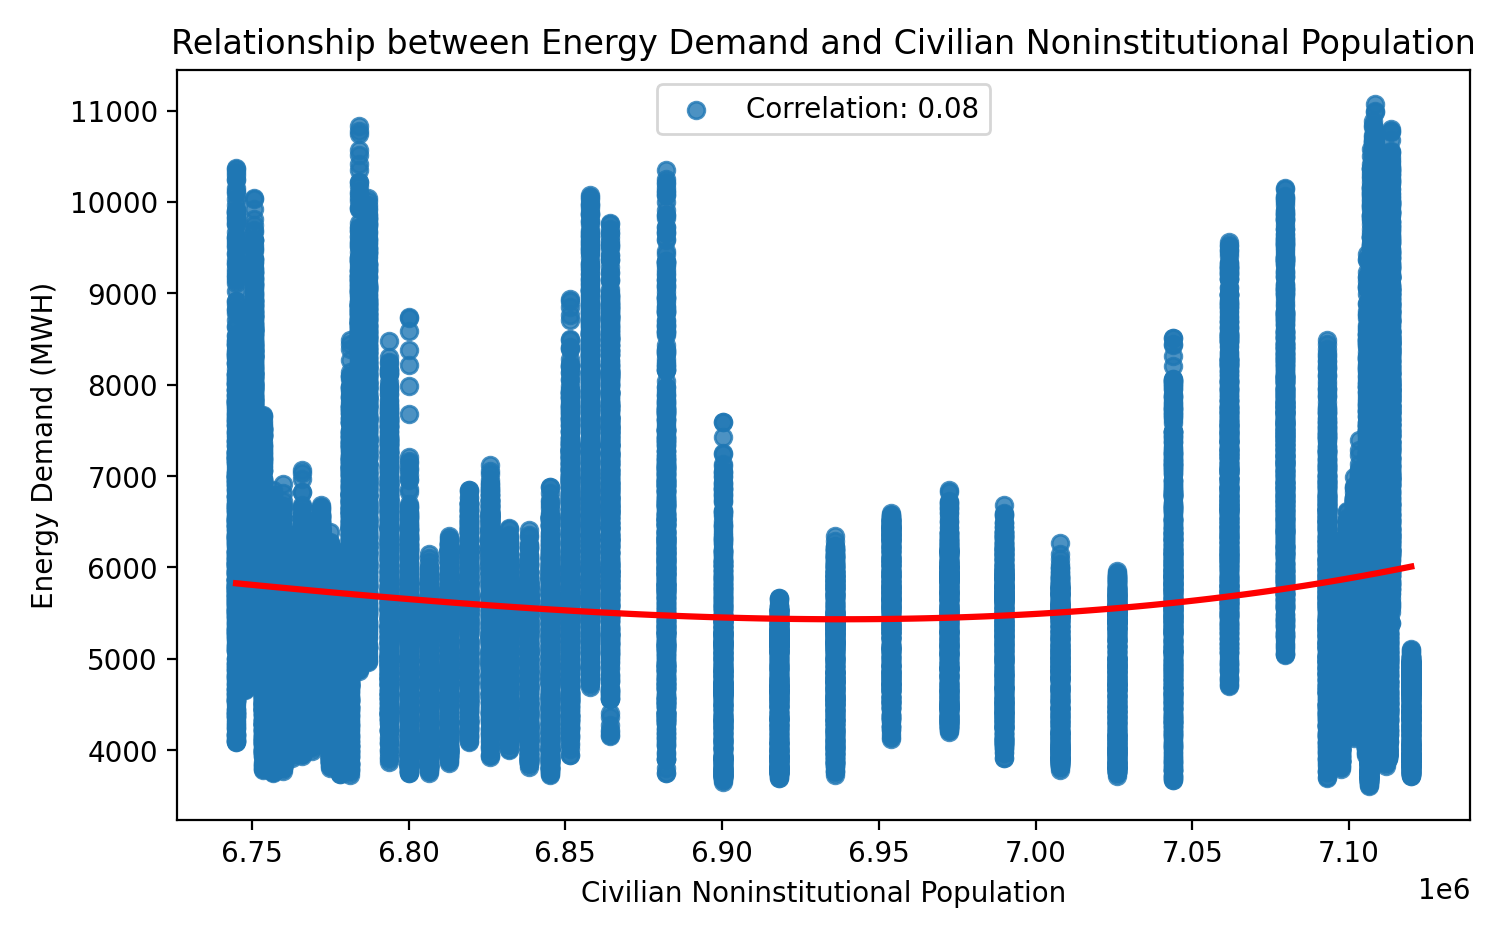 Relationship between Energy Demand and Civilian Noninstitutional Population
Correlation: 0.08
Energy Demand (MWH)
11000
10000
9000
8000
7000
6000
5000
4000
6.75 6.80 6.85 6.90 6.95 7.00 7.05 7.10
1e6
Civilian Noninstitutional Population